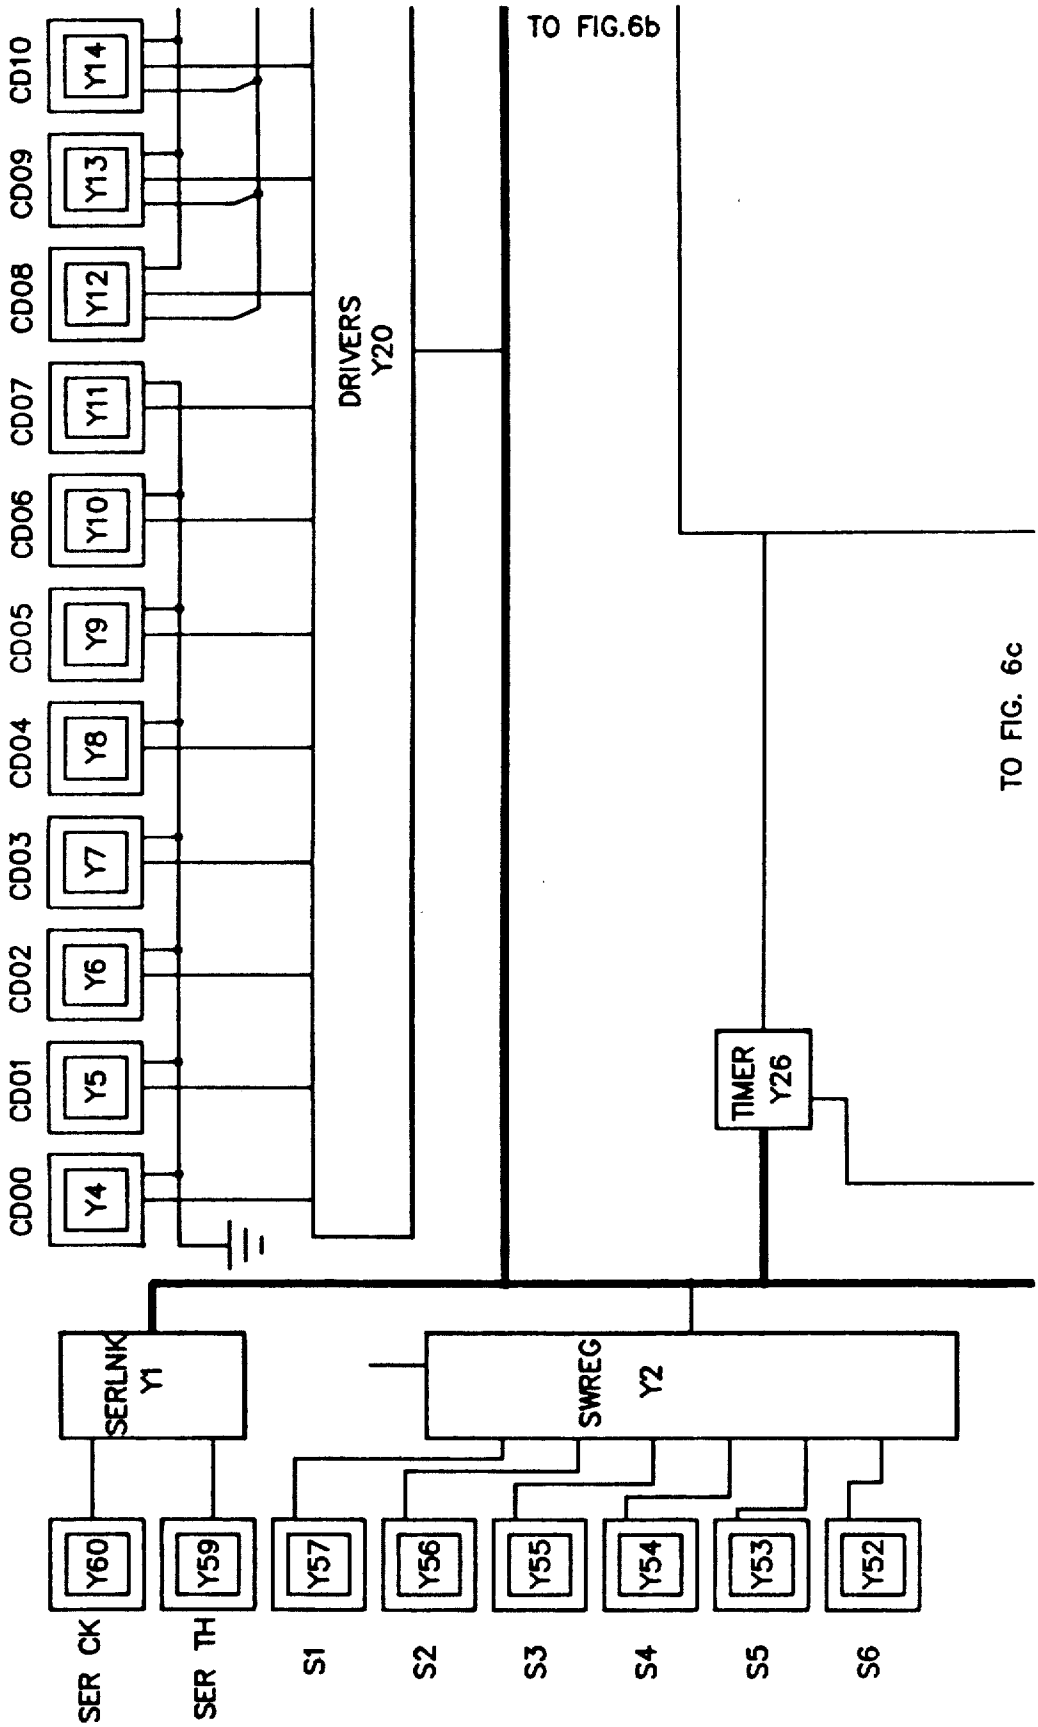 CD10
Y14
CD09
Y13
CD08
Y12
CD07
Y11
CD06
Y10
CD05
Y9
CD04
Y8
CD03
Y7
CD02
Y6
CD01
Y5
CD00
Y4
DRIVERS
Y20
TO FIG.6b
TIMER
Y26
TO FIG. 6c
SERLNK
Y1
SWREG
Y2
SER CK
Y60
SER TH
Y59
S1
Y57
S2
Y56
S3
Y55
S4
Y54
S5
Y53
S6
Y52